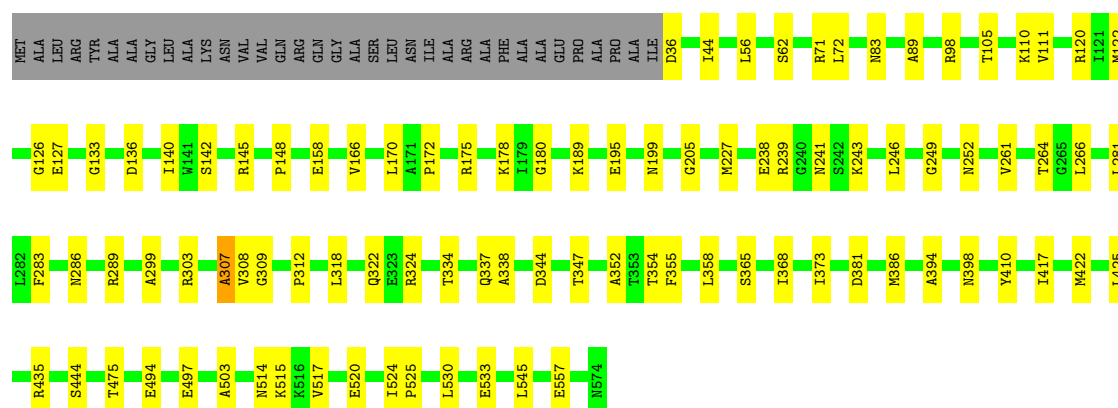 MET ALA LEU ARG TYR ALA ALA GLY LEU ALA LYS ASN VAL VAL GLN ARG GLN GLY ALA SER LEU ASN ILE ALA ARG ALA PHE ALA ALA GLU PRO ALA PRO ALA ILE D36 I44 L56 S62 R71 L72 N83 A89 R98 T105 K110 V111 R120 I121 M122
G126 E127 G133 D136 I140 W141 S142 R145 P148 E158 V166 L170 A171 P172 R175 K178 I179 G180 K189 E195 N199 G205 M227 E238 R239 G240 N241 S242 K243 L246 G249 N252 V261 T264 G265 L266 L281
L282 F283 N286 R289 A299 R303 A307 V308 G309 P312 L318 Q322 E323 R324 T334 Q337 A338 D344 T347 A352 T353 T354 F355 L358 S365 I368 I373 D381 M386 A394 N398 Y410 I417 M422 L425
R435 S444 T475 E494 E497 A503 N514 K515 K516 V517 E520 I524 P525 L530 E533 L545 E557 N574